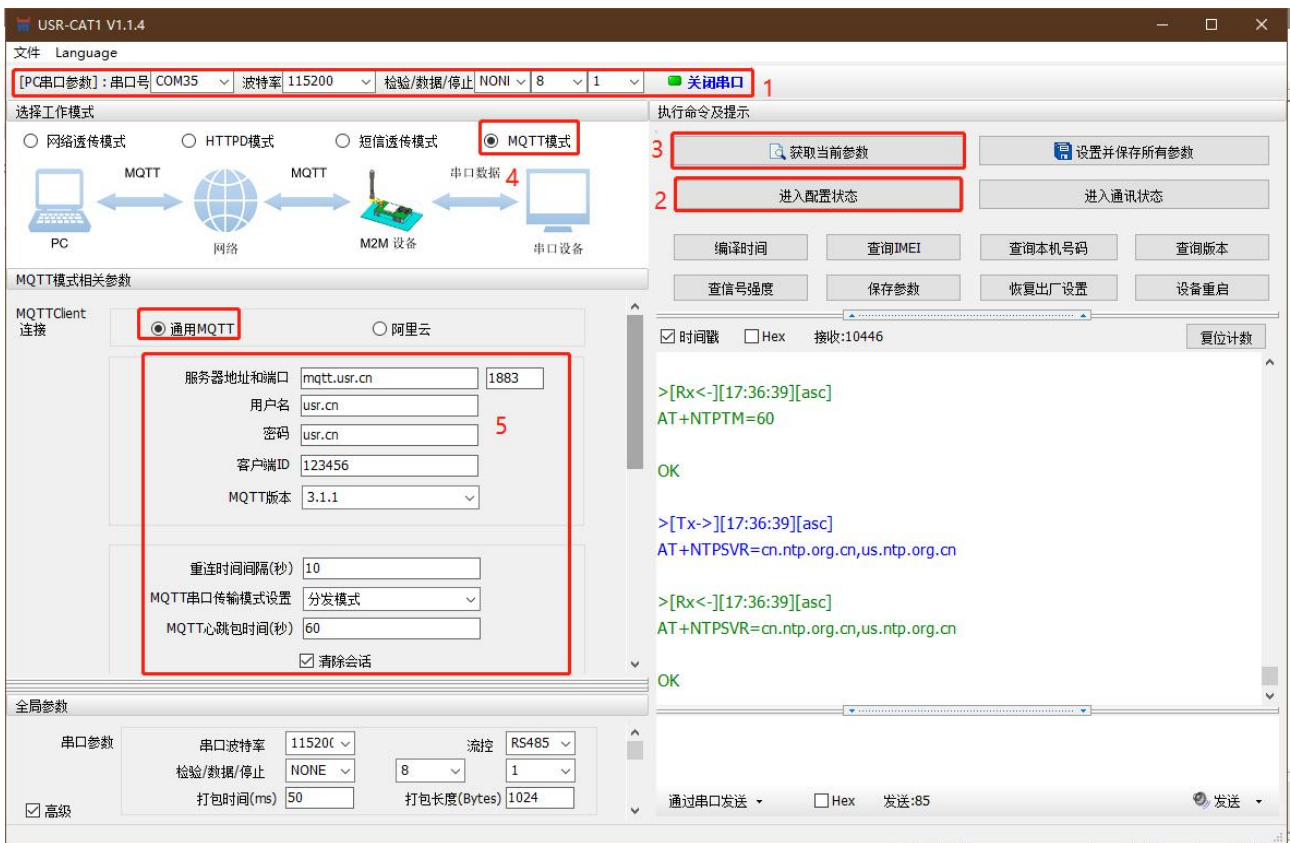 USR-CAT1 V1.1.4
文件 Language
[PC串口参数]：串口号 COM35 波特率 115200 检验/数据/停止 NONI 8 1 关闭串口 1
选择工作模式
网络透传模式 HTTPD模式 短信透传模式 MQTT模式
MQTT MQTT 串口数据 4
PC 网络 M2M 设备 串口设备
MQTT模式相关参数
MQTTClient
连接
通用MQTT 阿里云
服务器地址和端口 mqtt.usr.cn 1883
用户名 usr.cn
密码 usr.cn 5
客户端ID 123456
MQTT版本 3.1.1
重连时间间隔(秒) 10
MQTT串口传输模式设置 分发模式
MQTT心跳包时间(秒) 60
清除会话
全局参数
串口参数 串口波特率 11520( 流控 RS485
检验/数据/停止 NONE 8 1
打包时间(ms) 50 打包长度(Bytes) 1024
高级
执行命令及提示
3 获取当前参数 设置并保存所有参数
2 进入配置状态 进入通讯状态
编译时间 查询IMEI 查询本机号码 查询版本
查信号强度 保存参数 恢复出厂设置 设备重启
时间戳 Hex 接收:10446 复位计数
>[Rx<-][17:36:39][asc]
AT+NTPTM=60
OK
>[Tx->][17:36:39][asc]
AT+NTPSVR=cn.ntp.org.cn,us.ntp.org.cn
>[Rx<-][17:36:39][asc]
AT+NTPSVR=cn.ntp.org.cn,us.ntp.org.cn
OK
通过串口发送 Hex 发送:85 发送